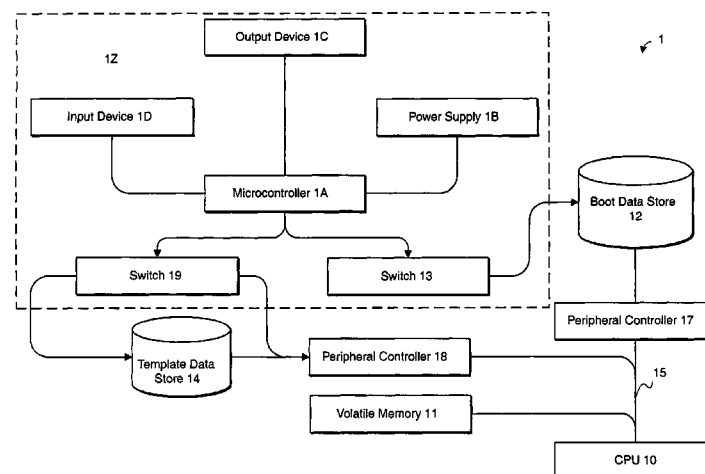 Output Device 1C
1Z
1
Input Device 1D
Power Supply 1B
Microcontroller 1A
Boot Data Store
12
Switch 19
Switch 13
Peripheral Controller 17
Template Data
Store 14
Peripheral Controller 18
15
Volatile Memory 11
CPU 10